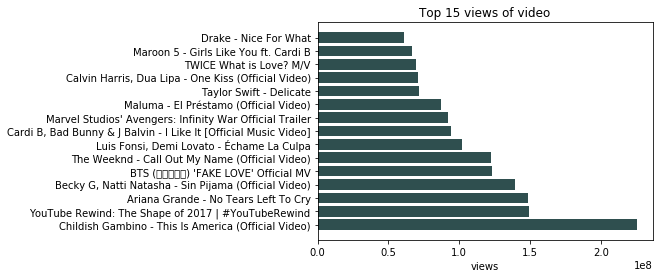 Top 15 views of video
Drake - Nice For What
Maroon 5 - Girls Like You ft. Cardi B
TWICE What is Love? M/V
Calvin Harris, Dua Lipa - One Kiss (Official Video)
Taylor Swift - Delicate
Maluma - El Préstamo (Official Video)
Marvel Studios' Avengers: Infinity War Official Trailer
Cardi B, Bad Bunny & J Balvin - I Like It [Official Music Video]
Luis Fonsi, Demi Lovato - Échame La Culpa
The Weeknd - Call Out My Name (Official Video)
BTS (▯▯▯▯▯) 'FAKE LOVE' Official MV
Becky G, Natti Natasha - Sin Pijama (Official Video)
Ariana Grande - No Tears Left To Cry
YouTube Rewind: The Shape of 2017 | #YouTubeRewind
Childish Gambino - This Is America (Official Video)
0.0 0.5 1.0 1.5 2.0
1e8
views